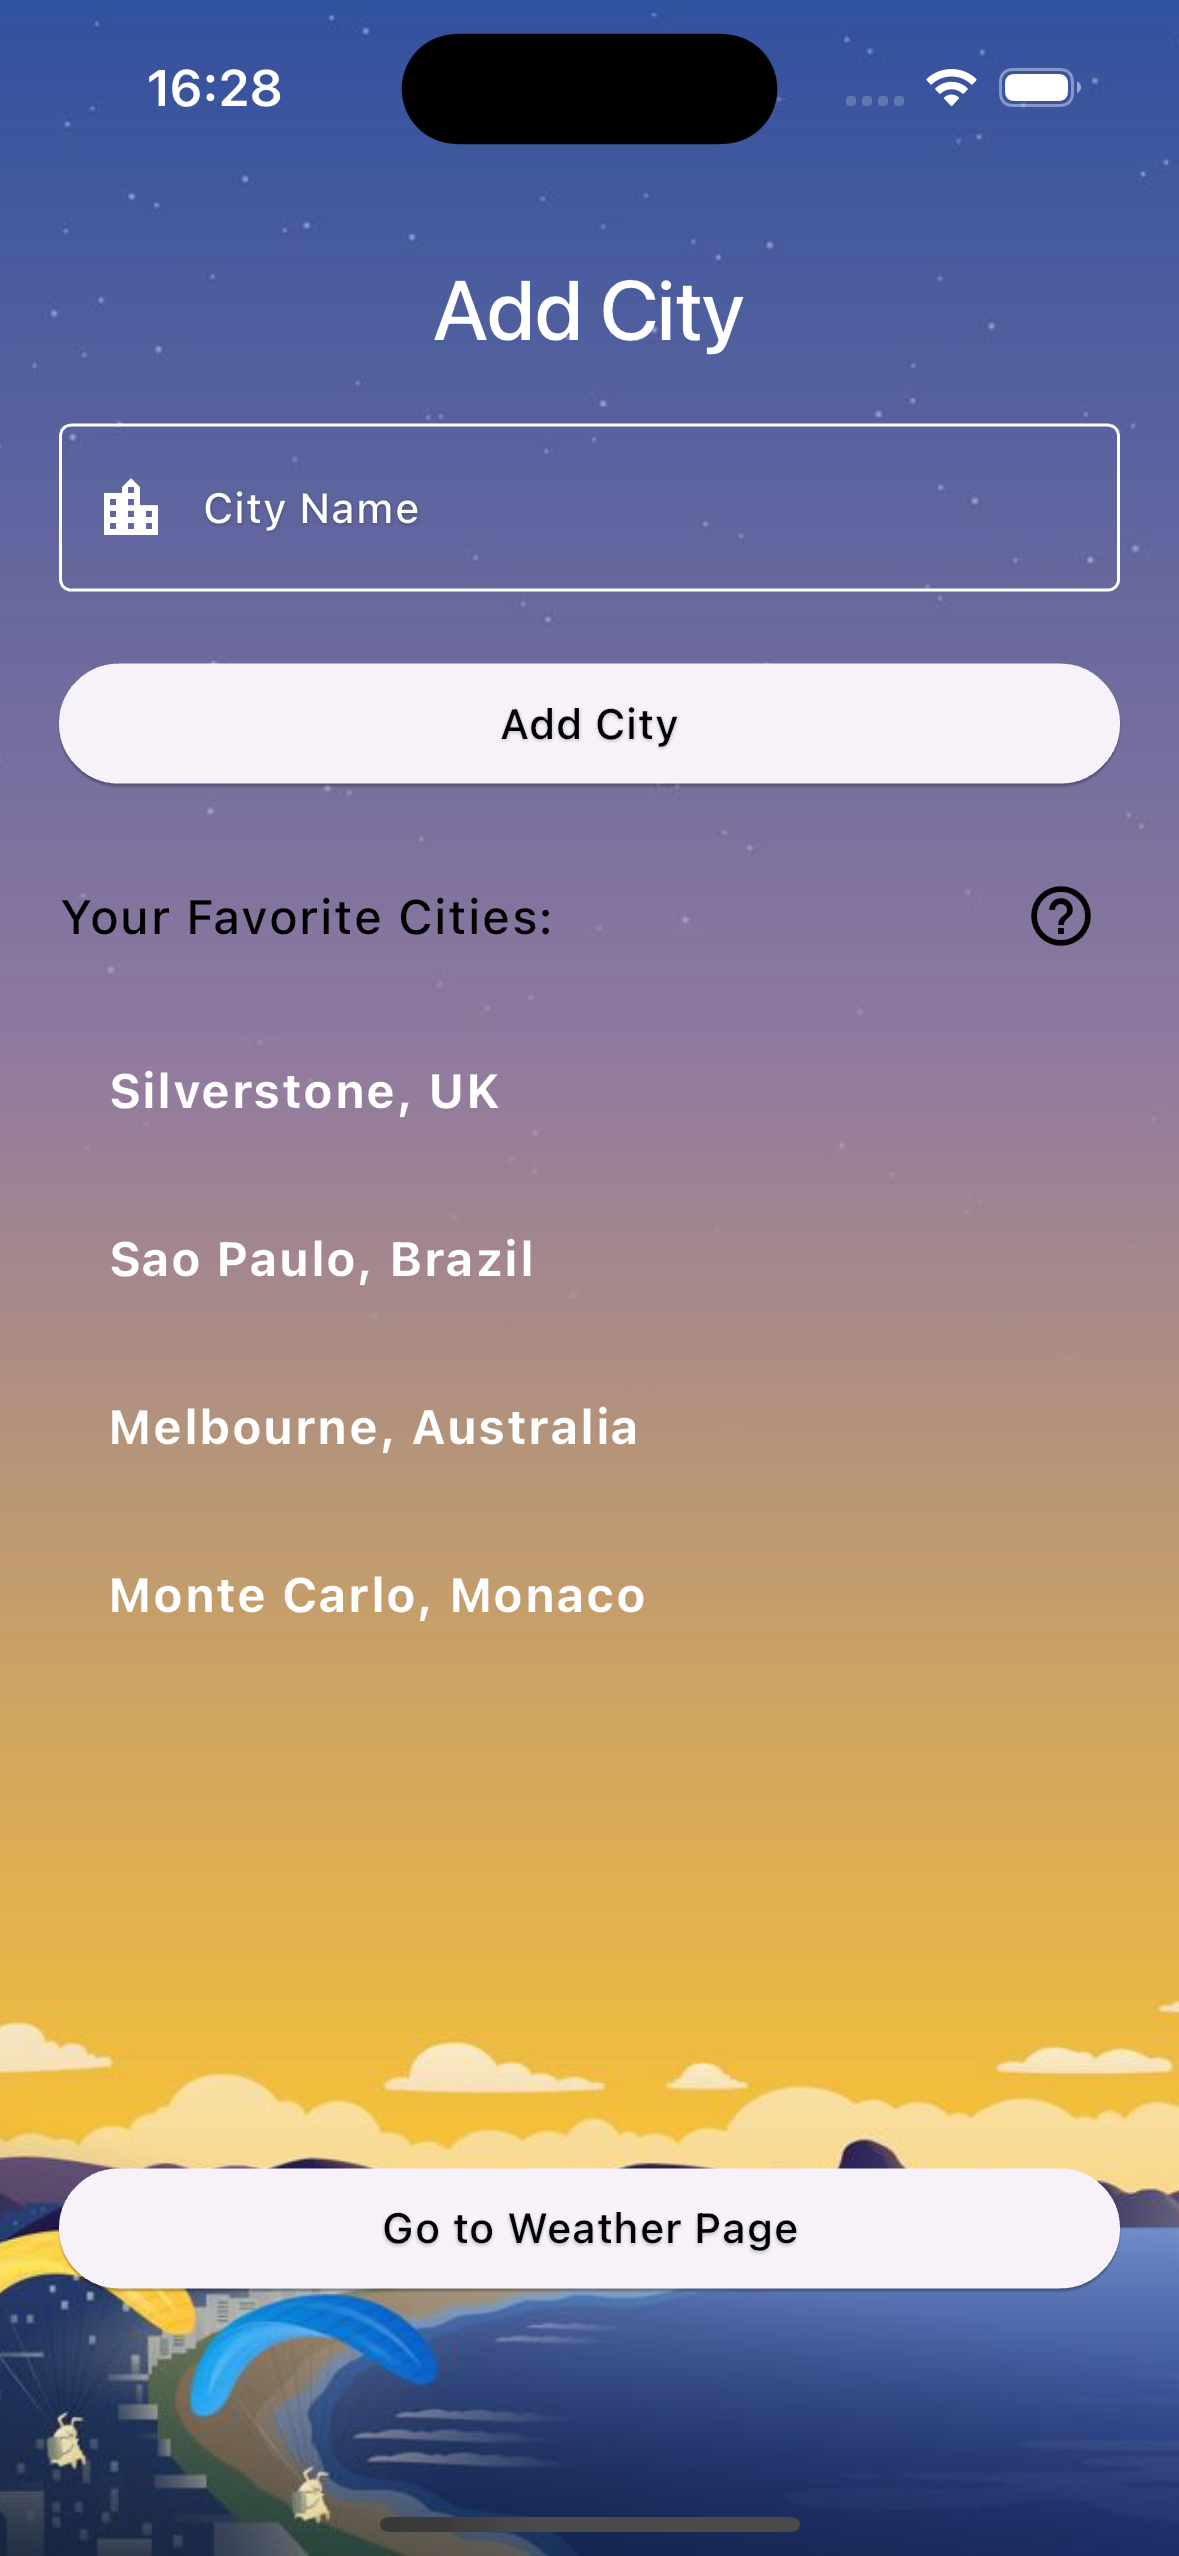 16:28
Add City
City Name
Add City
Your Favorite Cities:
Silverstone, UK
Sao Paulo, Brazil
Melbourne, Australia
Monte Carlo, Monaco
Go to Weather Page